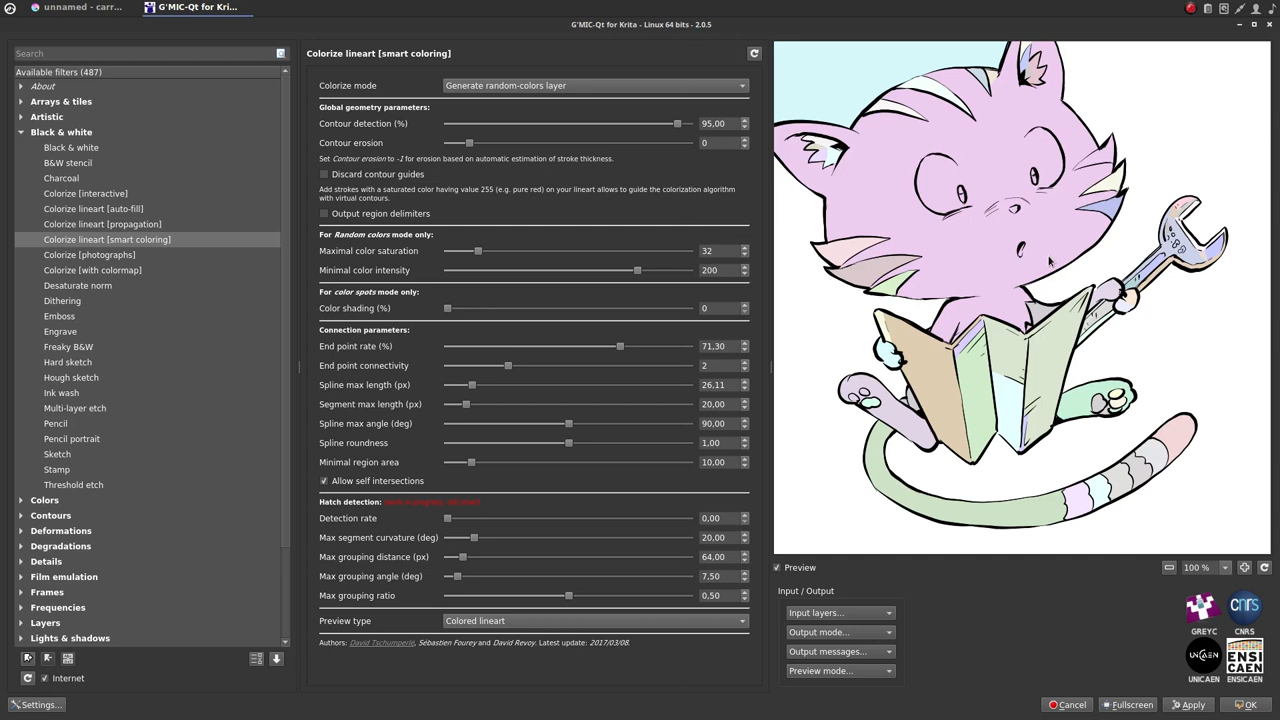 unnamed - carr...
G'MIC-Qt for Krit...
G'MIC-Qt for Krita - Linux 64 bits - 2.0.5
Search
Available filters (487)
About
Arrays & tiles
Artistic
Black & white
Black & white
B&W stencil
Charcoal
Colorize [interactive]
Colorize lineart [auto-fill]
Colorize lineart [propagation]
Colorize lineart [smart coloring]
Colorize [photographs]
Colorize [with colormap]
Desaturate norm
Dithering
Emboss
Engrave
Freaky B&W
Hard sketch
Hough sketch
Ink wash
Multi-layer etch
Pencil
Pencil portrait
Sketch
Stamp
Threshold etch
Colors
Contours
Deformations
Degradations
Details
Film emulation
Frames
Frequencies
Layers
Lights & shadows
Internet
Settings...
Colorize lineart [smart coloring]
Colorize mode Generate random-colors layer
Global geometry parameters:
Contour detection (%) 95,00
Contour erosion 0
Set Contour erosion to -1 for erosion based on automatic estimation of stroke thickness.
Discard contour guides
Add strokes with a saturated color having value 255 (e.g. pure red) on your lineart allows to guide the colorization algorithm
with virtual contours.
Output region delimiters
For Random colors mode only:
Maximal color saturation 32
Minimal color intensity 200
For color spots mode only:
Color shading (%) 0
Connection parameters:
End point rate (%) 71,30
End point connectivity 2
Spline max length (px) 26,11
Segment max length (px) 20,00
Spline max angle (deg) 90,00
Spline roundness 1,00
Minimal region area 10,00
Allow self intersections
Hatch detection:
Detection rate 0,00
Max segment curvature (deg) 20,00
Max grouping distance (px) 64,00
Max grouping angle (deg) 7,50
Max grouping ratio 0,50
Preview type Colored lineart
Authors: David Tschumperlé, Sébastien Fourey and David Revoy. Latest update: 2017/03/08.
Preview
100 %
Input / Output
Input layers...
Output mode...
Output messages...
Preview mode...
GREYC
CNRS
cnrs
UNICAEN
UNICAEN
ENSI
CAEN
ENSICAEN
Cancel
Fullscreen
Apply
OK